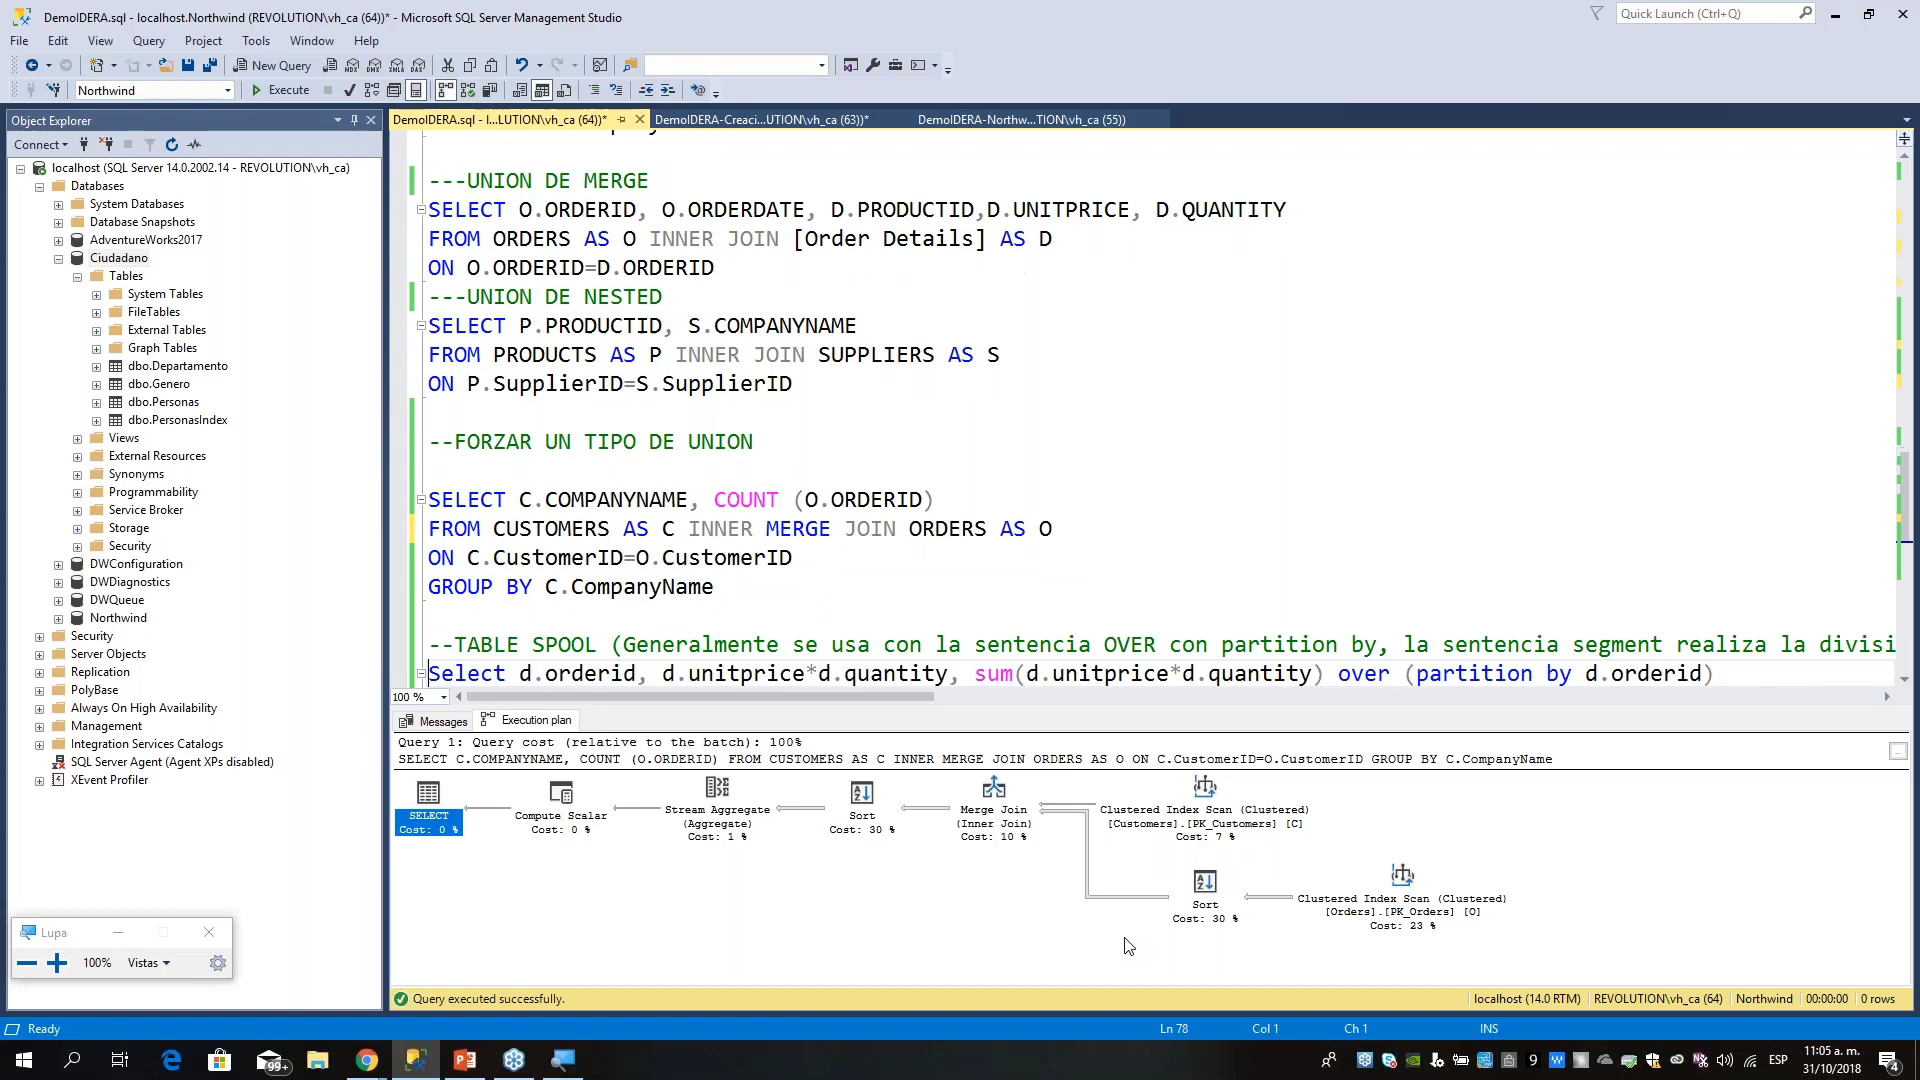 DemoIDERA.sql - localhost.Northwind (REVOLUTION\vh_ca (64))* - Microsoft SQL Server Management Studio
Quick Launch (Ctrl+Q)
File Edit View Query Project Tools Window Help
New Query
Northwind Execute
Object Explorer
DemoIDERA.sql - l...LUTION\vh_ca (64))* DemoIDERA-Creaci...UTION\vh_ca (63))* DemoIDERA-Northw...TION\vh_ca (55))
Connect
localhost (SQL Server 14.0.2002.14 - REVOLUTION\vh_ca)
Databases
System Databases
Database Snapshots
AdventureWorks2017
Ciudadano
Tables
System Tables
FileTables
External Tables
Graph Tables
dbo.Departamento
dbo.Genero
dbo.Personas
dbo.PersonasIndex
Views
External Resources
Synonyms
Programmability
Service Broker
Storage
Security
DWConfiguration
DWDiagnostics
DWQueue
Northwind
Security
Server Objects
Replication
PolyBase
Always On High Availability
Management
Integration Services Catalogs
SQL Server Agent (Agent XPs disabled)
XEvent Profiler
---UNION DE MERGE
SELECT O.ORDERID, O.ORDERDATE, D.PRODUCTID,D.UNITPRICE, D.QUANTITY
FROM ORDERS AS O INNER JOIN [Order Details] AS D
ON O.ORDERID=D.ORDERID
---UNION DE NESTED
SELECT P.PRODUCTID, S.COMPANYNAME
FROM PRODUCTS AS P INNER JOIN SUPPLIERS AS S
ON P.SupplierID=S.SupplierID
--FORZAR UN TIPO DE UNION
SELECT C.COMPANYNAME, COUNT (O.ORDERID)
FROM CUSTOMERS AS C INNER MERGE JOIN ORDERS AS O
ON C.CustomerID=O.CustomerID
GROUP BY C.CompanyName
--TABLE SPOOL (Generalmente se usa con la sentencia OVER con partition by, la sentencia segment realiza la divisi
Select d.orderid, d.unitprice*d.quantity, sum(d.unitprice*d.quantity) over (partition by d.orderid)
100 %
Messages Execution plan
Query 1: Query cost (relative to the batch): 100%
SELECT C.COMPANYNAME, COUNT (O.ORDERID) FROM CUSTOMERS AS C INNER MERGE JOIN ORDERS AS O ON C.CustomerID=O.CustomerID GROUP BY C.CompanyName
SELECT
Cost: 0 %
Compute Scalar
Cost: 0 %
Stream Aggregate
(Aggregate)
Cost: 1 %
Sort
Cost: 30 %
Merge Join
(Inner Join)
Cost: 10 %
Clustered Index Scan (Clustered)
[Customers].[PK_Customers] [C]
Cost: 7 %
Sort
Cost: 30 %
Clustered Index Scan (Clustered)
[Orders].[PK_Orders] [O]
Cost: 23 %
Lupa
100% Vistas
Query executed successfully.
localhost (14.0 RTM) REVOLUTION\vh_ca (64) Northwind 00:00:00 0 rows
Ready Ln 78 Col 1 Ch 1 INS
99+
9
ESP
11:05 a. m.
31/10/2018
4